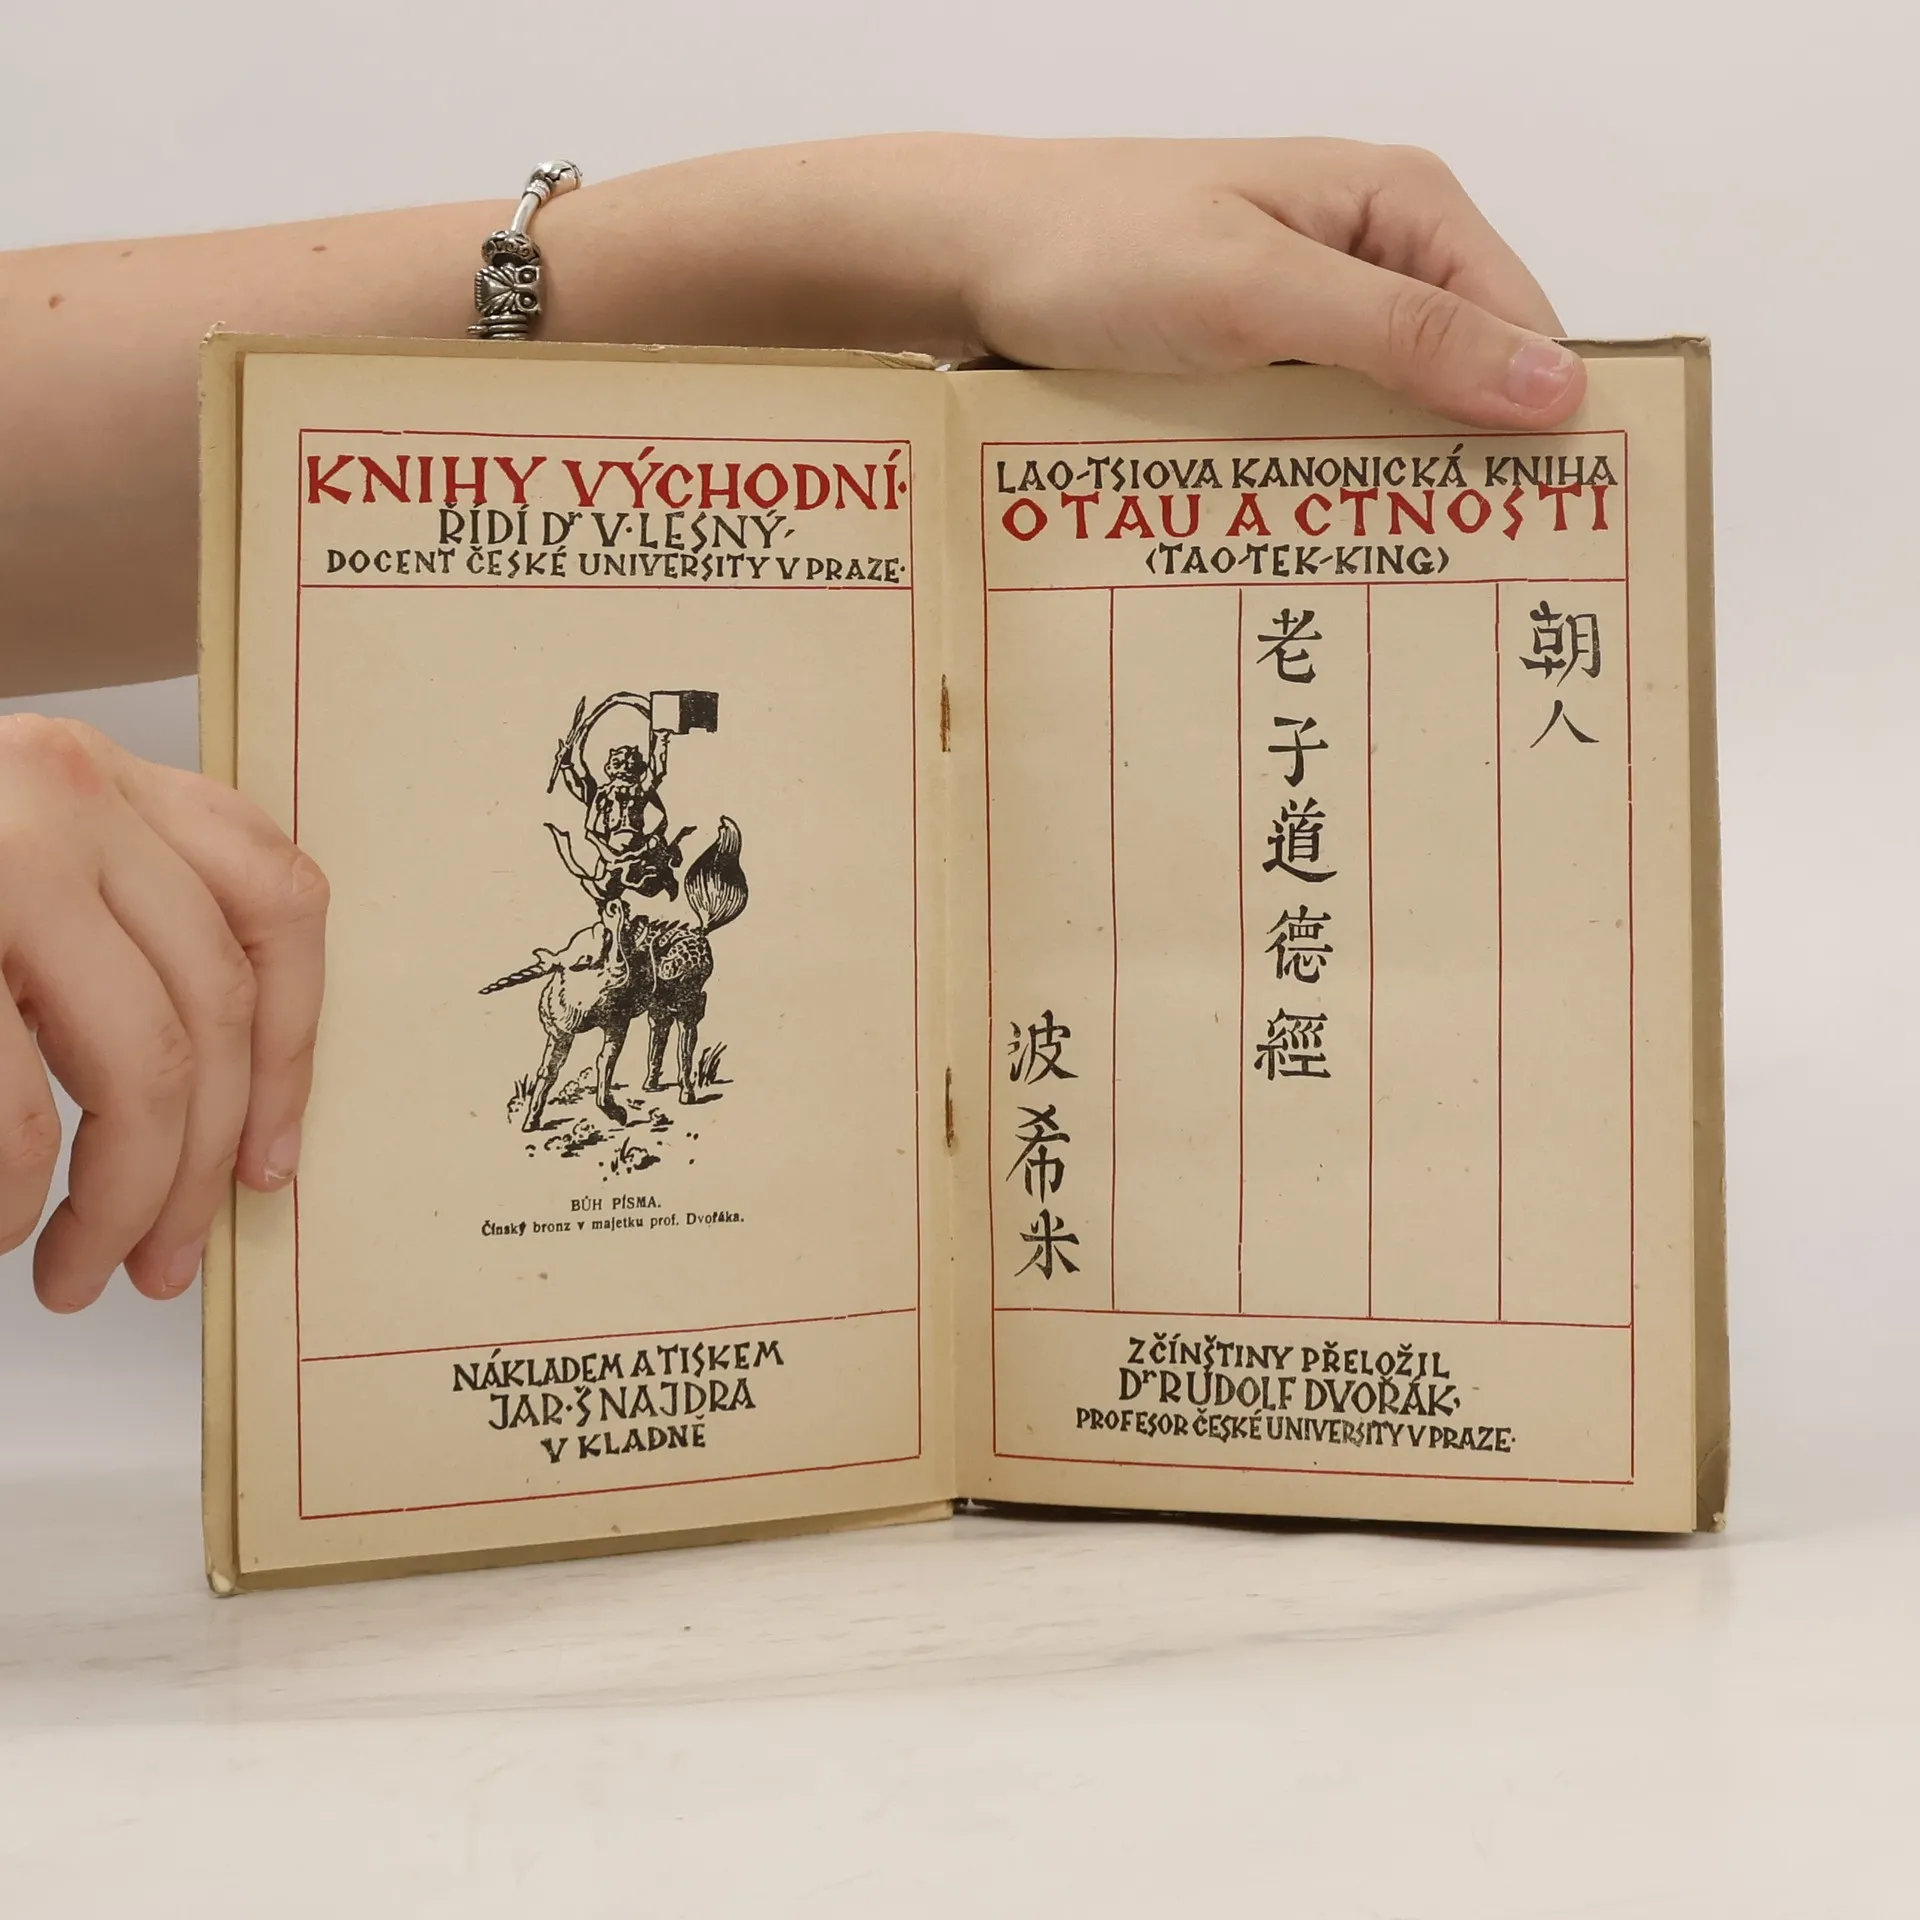 KNIHY VÝCHODNÍ·
ŘÍDÍ Dr V·LESNÝ,
DOCENT ČESKÉ UNIVERSITY V PRAZE·
BŮH PÍSMA.
Čínský bronz v majetku prof. Dvořáka.
NÁKLADEM A TISKEM
JAR·ŠNAJDRA
V KLADNĚ
LAO-TSIOVA KANONICKÁ KNIHA
O TAU A CTNOSTI
(TAO-TEK-KING)
朝人
老子道德經
波希米
Z ČÍNŠTINY PŘELOŽIL
Dr RUDOLF DVOŘÁK,
PROFESOR ČESKÉ UNIVERSITY V PRAZE·